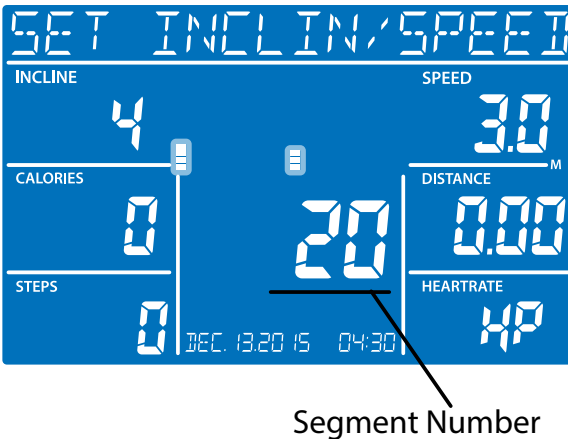 SET INCLIN/SPEED
INCLINE
4
SPEED
3.0
M
CALORIES
0
20
DISTANCE
0.00
STEPS
0
HEARTRATE
HP
DEC. 13.2015 04:30
Segment Number